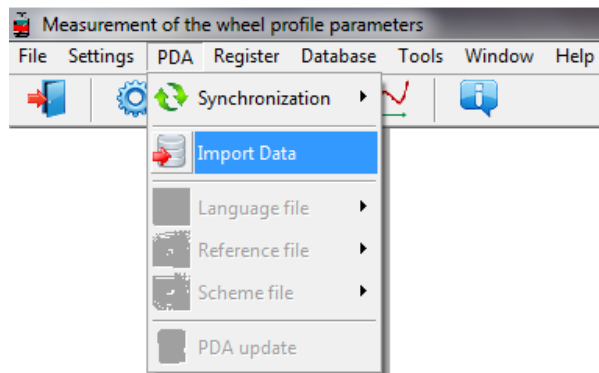 Measurement of the wheel profile parameters
File Settings PDA Register Database Tools Window Help
Synchronization
Import Data
Language file
Reference file
Scheme file
PDA update